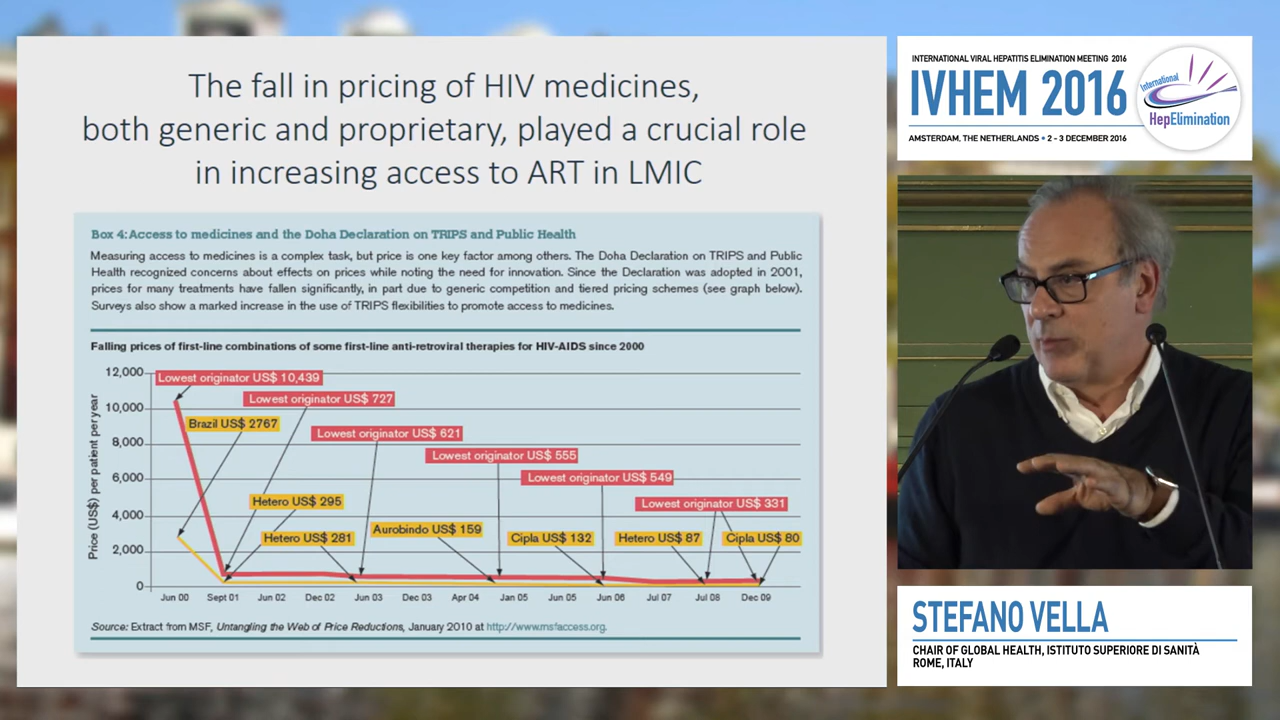 The fall in pricing of HIV medicines,
both generic and proprietary, played a crucial role
in increasing access to ART in LMIC
Box 4: Access to medicines and the Doha Declaration on TRIPS and Public Health
Measuring access to medicines is a complex task, but price is one key factor among others. The Doha Declaration on TRIPS and Public
Health recognized concerns about effects on prices while noting the need for innovation. Since the Declaration was adopted in 2001,
prices for many treatments have fallen significantly, in part due to generic competition and tiered pricing schemes (see graph below).
Surveys also show a marked increase in the use of TRIPS flexibilities to promote access to medicines.
Falling prices of first-line combinations of some first-line anti-retroviral therapies for HIV-AIDS since 2000
Price (US$) per patient per year
12,000
10,000
8,000
6,000
4,000
2,000
0
Lowest originator US$ 10,439
Lowest originator US$ 727
Brazil US$ 2767
Lowest originator US$ 621
Lowest originator US$ 555
Lowest originator US$ 549
Hetero US$ 295
Lowest originator US$ 331
Hetero US$ 281
Aurobindo US$ 159
Cipla US$ 132
Hetero US$ 87
Cipla US$ 80
Jun 00 Sept 01 Jun 02 Dec 02 Jun 03 Dec 03 Apr 04 Jan 05 Jun 05 Jun 06 Jul 07 Jul 08 Dec 09
Source: Extract from MSF, Untangling the Web of Price Reductions, January 2010 at http://www.msfaccess.org.
INTERNATIONAL VIRAL HEPATITIS ELIMINATION MEETING 2016
IVHEM 2016
AMSTERDAM, THE NETHERLANDS • 2 - 3 DECEMBER 2016
International
HepElimination
STEFANO VELLA
CHAIR OF GLOBAL HEALTH, ISTITUTO SUPERIORE DI SANITÀ
ROME, ITALY